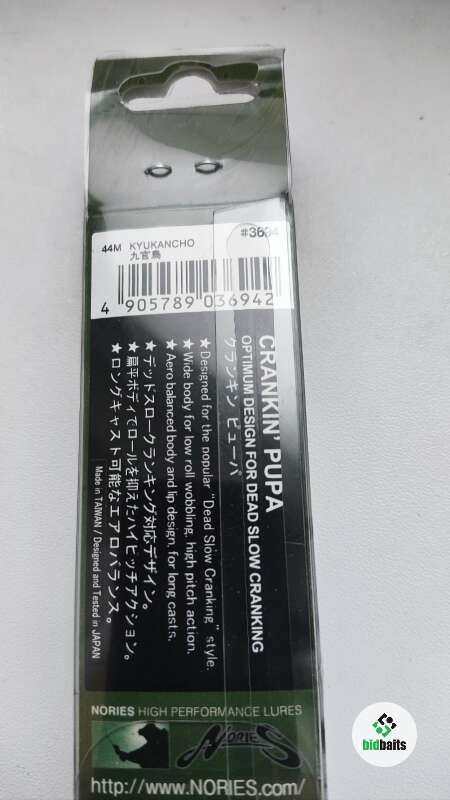 44M KYUKANCHO #3694
九官鳥
4 905789 036942
CRANKIN' PUPA
OPTIMUM DESIGN FOR DEAD SLOW CRANKING
クランキン ピューパ
★Designed for the popular "Dead Slow Cranking" style.
★Wide body for low roll wobbling, high pitch action.
★Aero balanced body and lip design, for long casts.
★デッドスロークランキング対応デザイン。
★扁平ボディでロールを抑えたハイピッチアクション。
★ロングキャスト可能なエアロバランス。
Made in TAIWAN / Designed and Tested in JAPAN
NORIES HIGH PERFORMANCE LURES
NORIES
http://www.NORIES.com/
bidbaits